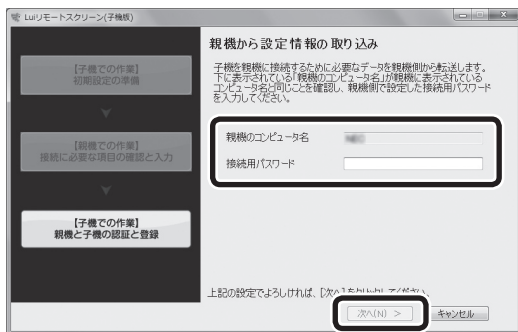 Luiリモートスクリーン(子機版)
親機から設定情報の取り込み
子機を親機に接続するために必要なデータを親機側から転送します。
下に表示されている「親機のコンピュータ名」が親機に表示されている
コンピュータ名と同じことを確認し、親機側で設定した接続用パスワード
を入力してください。
【子機での作業】
初期設定の準備
【親機での作業】
接続に必要な項目の確認と入力
【子機での作業】
親機と子機の認証と登録
親機のコンピュータ名
接続用パスワード
上記の設定でよろしければ、[次へ]をクリックしてください。
次へ(N) >
キャンセル